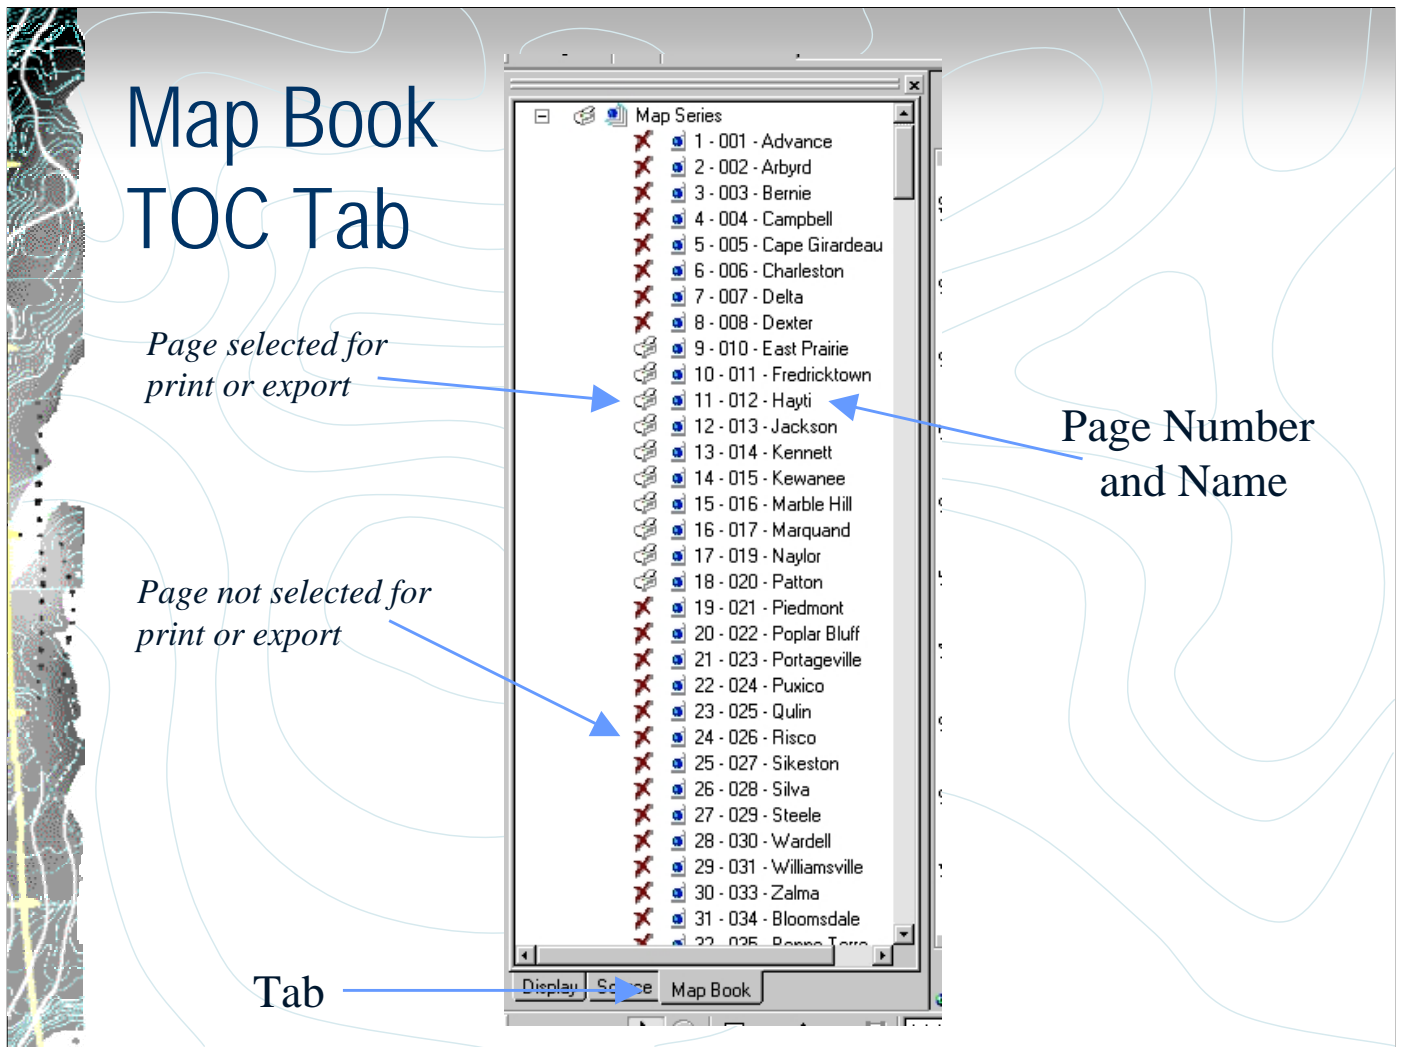 Map Book
TOC Tab
Page selected for
print or export
Page not selected for
print or export
Tab
Map Series
1 - 001 - Advance
2 - 002 - Arbyrd
3 - 003 - Bernie
4 - 004 - Campbell
5 - 005 - Cape Girardeau
6 - 006 - Charleston
7 - 007 - Delta
8 - 008 - Dexter
9 - 010 - East Prairie
10 - 011 - Fredricktown
11 - 012 - Hayti
12 - 013 - Jackson
13 - 014 - Kennett
14 - 015 - Kewanee
15 - 016 - Marble Hill
16 - 017 - Marquand
17 - 019 - Naylor
18 - 020 - Patton
19 - 021 - Piedmont
20 - 022 - Poplar Bluff
21 - 023 - Portageville
22 - 024 - Puxico
23 - 025 - Qulin
24 - 026 - Risco
25 - 027 - Sikeston
26 - 028 - Silva
27 - 029 - Steele
28 - 030 - Wardell
29 - 031 - Williamsville
30 - 033 - Zalma
31 - 034 - Bloomsdale
32 - 035 - Bonne Terre
Display Source Map Book
Page Number
and Name